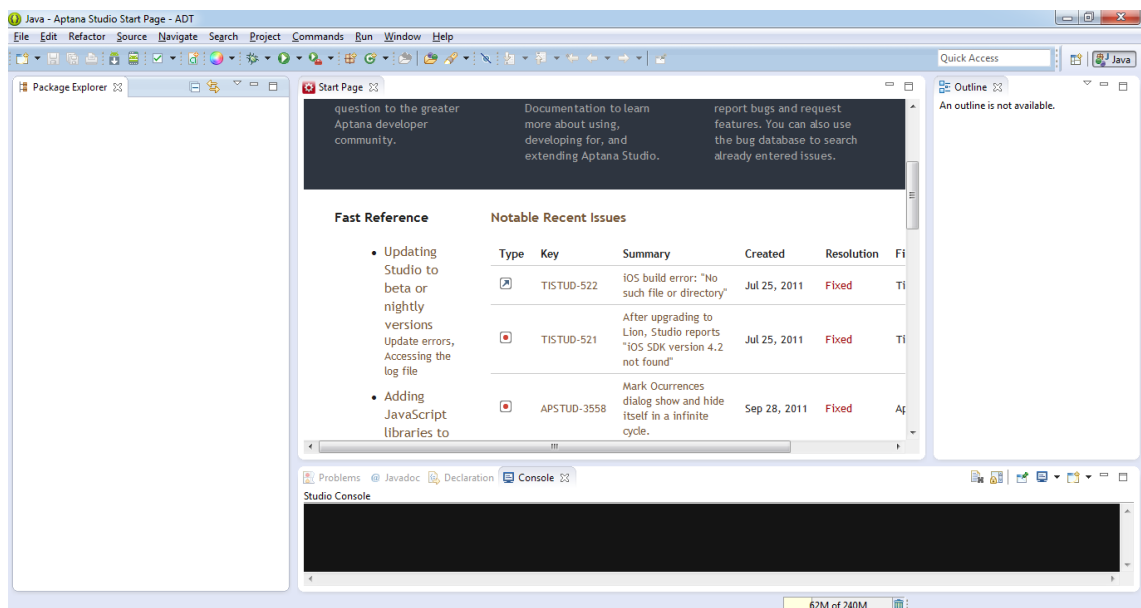 Java - Aptana Studio Start Page - ADT
File Edit Refactor Source Navigate Search Project Commands Run Window Help
Quick Access
Java
Package Explorer
Start Page
question to the greater
Aptana developer
community.
Documentation to learn
more about using,
developing for, and
extending Aptana Studio.
report bugs and request
features. You can also use
the bug database to search
already entered issues.
Fast Reference
Updating
Studio to
beta or
nightly
versions
Update errors,
Accessing the
log file
Adding
JavaScript
libraries to
Notable Recent Issues
Type Key Summary Created Resolution Fi
TISTUD-522 iOS build error: "No Jul 25, 2011 Fixed Ti
such file or directory"
After upgrading to
Lion, Studio reports
TISTUD-521 "iOS SDK version 4.2 Jul 25, 2011 Fixed Ti
not found"
Mark Ocurrences
dialog show and hide
APSTUD-3558 itself in a infinite Sep 28, 2011 Fixed Ap
cycle.
Outline
An outline is not available.
Problems @ Javadoc Declaration Console
Studio Console
62M of 240M